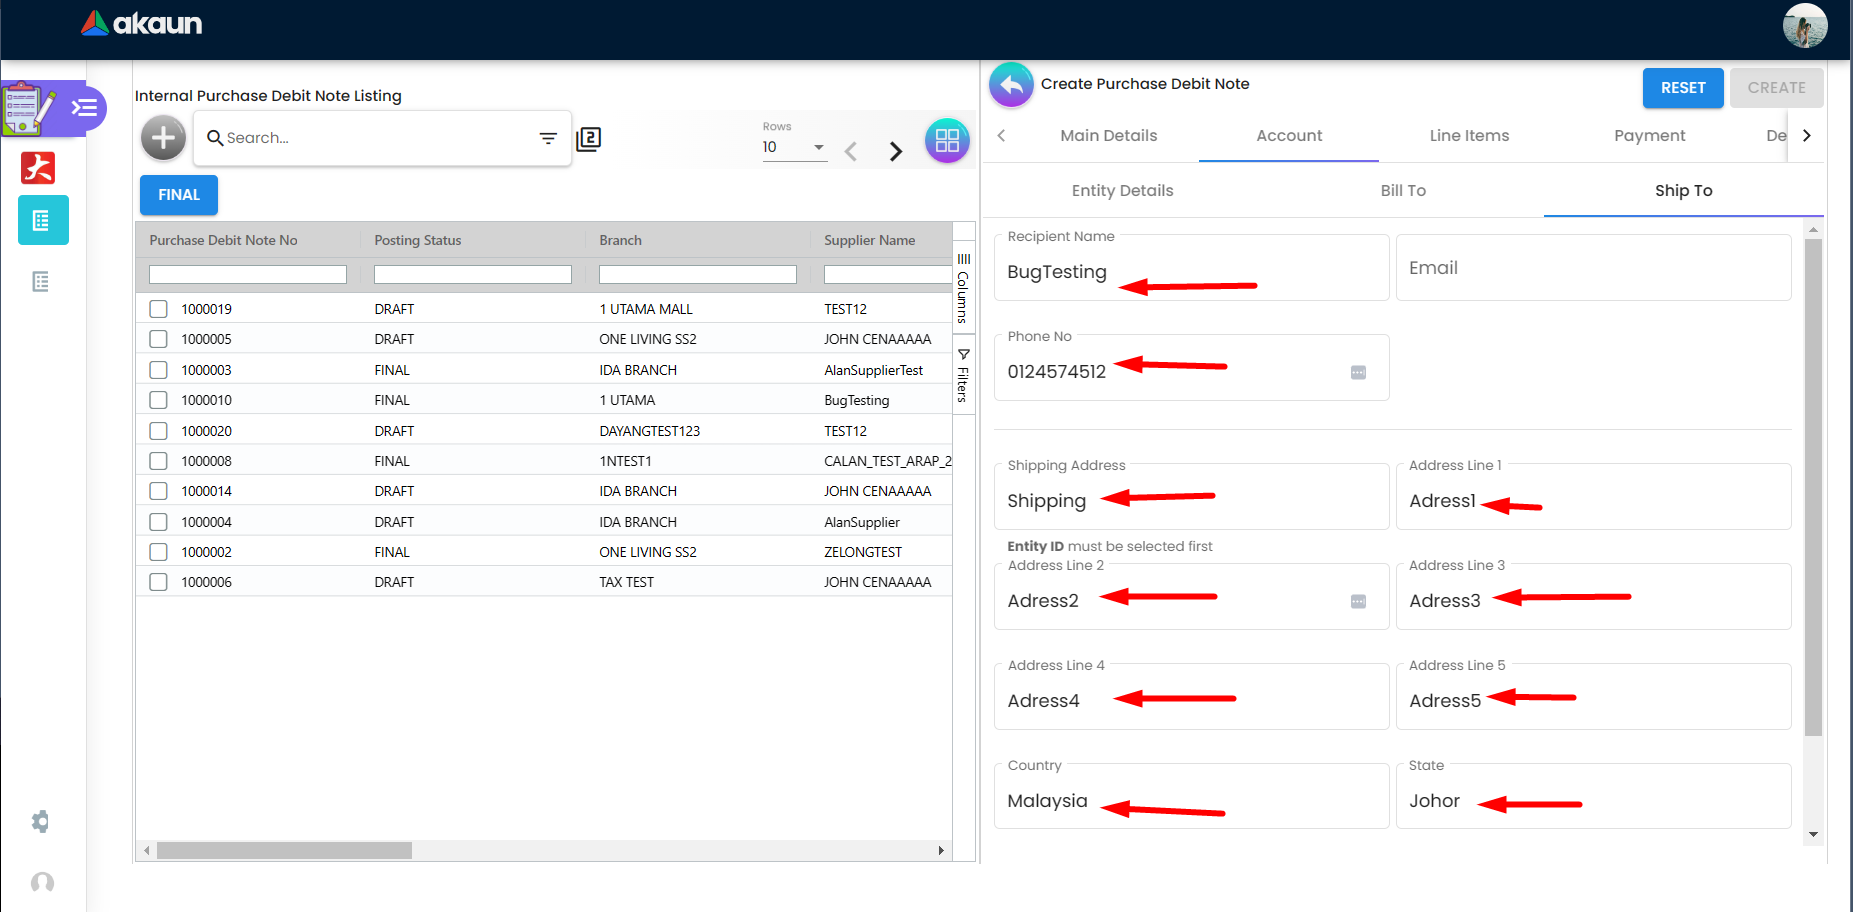 akaun
Internal Purchase Debit Note Listing
Search...
2
Rows
10
FINAL
Purchase Debit Note No Posting Status Branch Supplier Name
1000019 DRAFT 1 UTAMA MALL TEST12
1000005 DRAFT ONE LIVING SS2 JOHN CENAAAAA
1000003 FINAL IDA BRANCH AlanSupplierTest
1000010 FINAL 1 UTAMA BugTesting
1000020 DRAFT DAYANGTEST123 TEST12
1000008 FINAL 1NTEST1 CALAN_TEST_ARAP_2
1000014 DRAFT IDA BRANCH JOHN CENAAAAA
1000004 DRAFT IDA BRANCH AlanSupplier
1000002 FINAL ONE LIVING SS2 ZELONGTEST
1000006 DRAFT TAX TEST JOHN CENAAAAA
Columns
Filters
Create Purchase Debit Note
RESET CREATE
Main Details Account Line Items Payment De
Entity Details Bill To Ship To
Recipient Name
BugTesting
Email
Phone No
0124574512
Shipping Address
Shipping
Address Line 1
Adress1
Entity ID must be selected first
Address Line 2
Adress2
Address Line 3
Adress3
Address Line 4
Adress4
Address Line 5
Adress5
Country
Malaysia
State
Johor